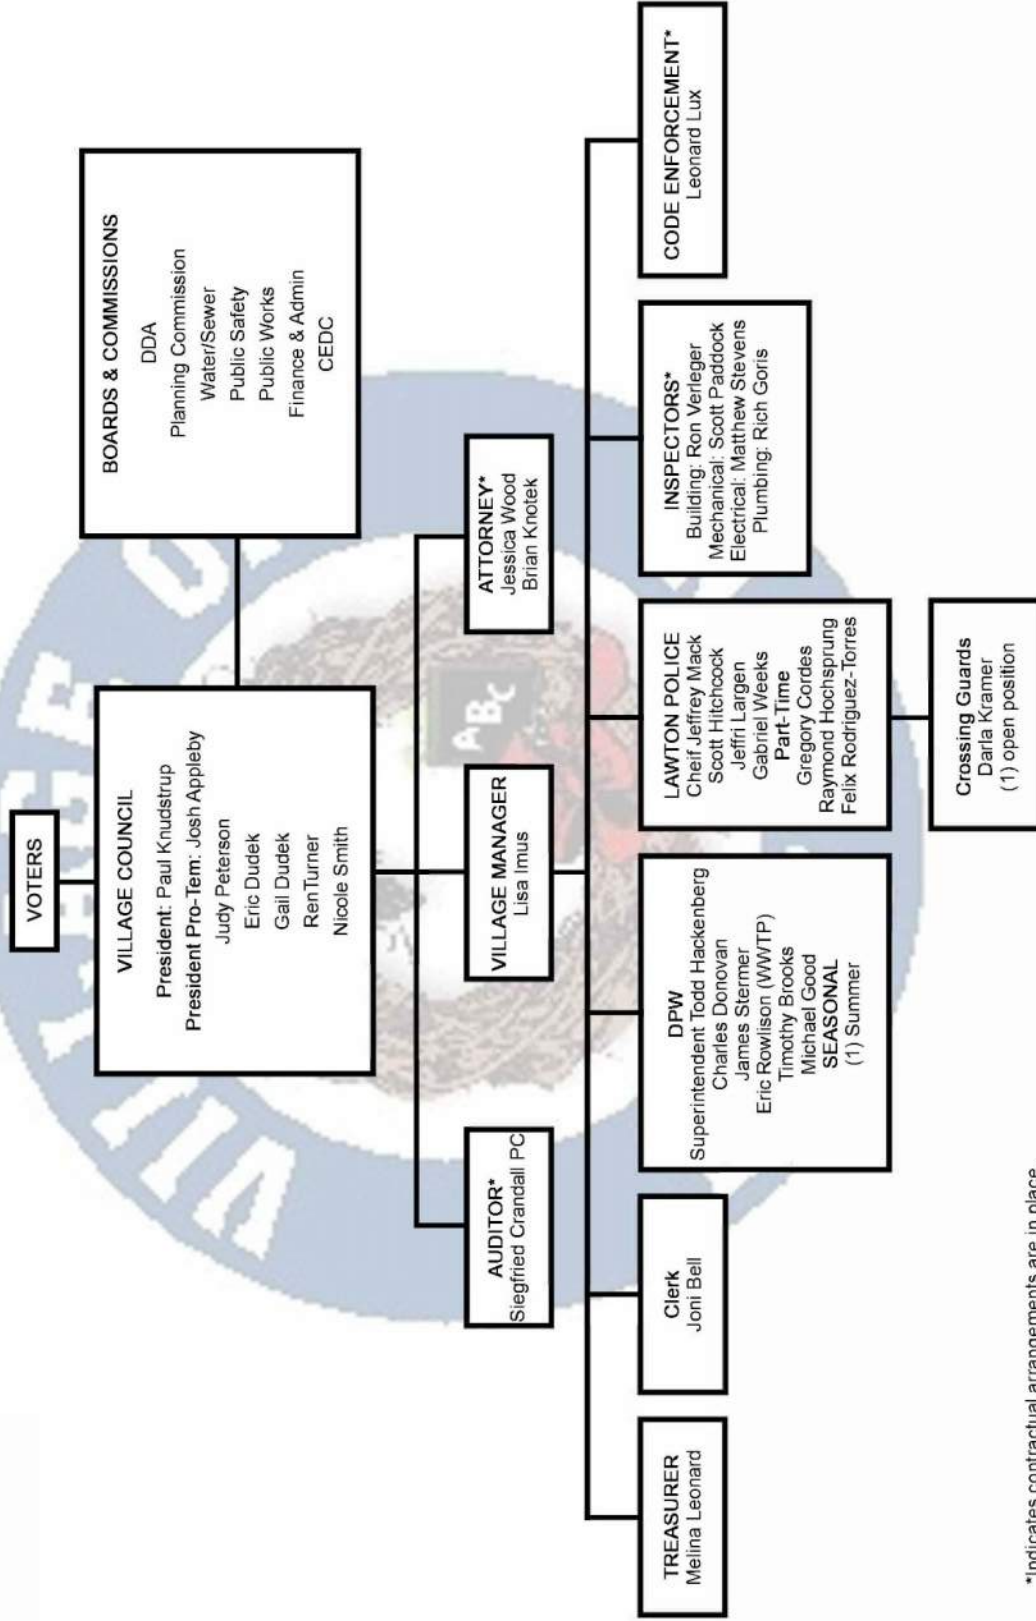 VOTERS
VILLAGE COUNCIL
President: Paul Knudstrup
President Pro-Tem: Josh Appleby
Judy Peterson
Eric Dudek
Gail Dudek
RenTurner
Nicole Smith
BOARDS & COMMISSIONS
DDA
Planning Commission
Water/Sewer
Public Safety
Public Works
Finance & Admin
CEDC
AUDITOR*
Siegfried Crandall PC
VILLAGE MANAGER
Lisa Imus
ATTORNEY*
Jessica Wood
Brian Knotek
TREASURER
Melina Leonard
Clerk
Joni Bell
DPW
Superintendent Todd Hackenberg
Charles Donovan
James Stermer
Eric Rowlison (WWTP)
Timothy Brooks
Michael Good
SEASONAL
(1) Summer
LAWTON POLICE
Cheif Jeffrey Mack
Scott Hitchcock
Jeffri Largen
Gabriel Weeks
Part-Time
Gregory Cordes
Raymond Hochsprung
Felix Rodriguez-Torres
INSPECTORS*
Building: Ron Verleger
Mechanical: Scott Paddock
Electrical: Matthew Stevens
Plumbing: Rich Goris
CODE ENFORCEMENT*
Leonard Lux
Crossing Guards
Darla Kramer
(1) open position
*Indicates contractual arrangements are in place
ABC